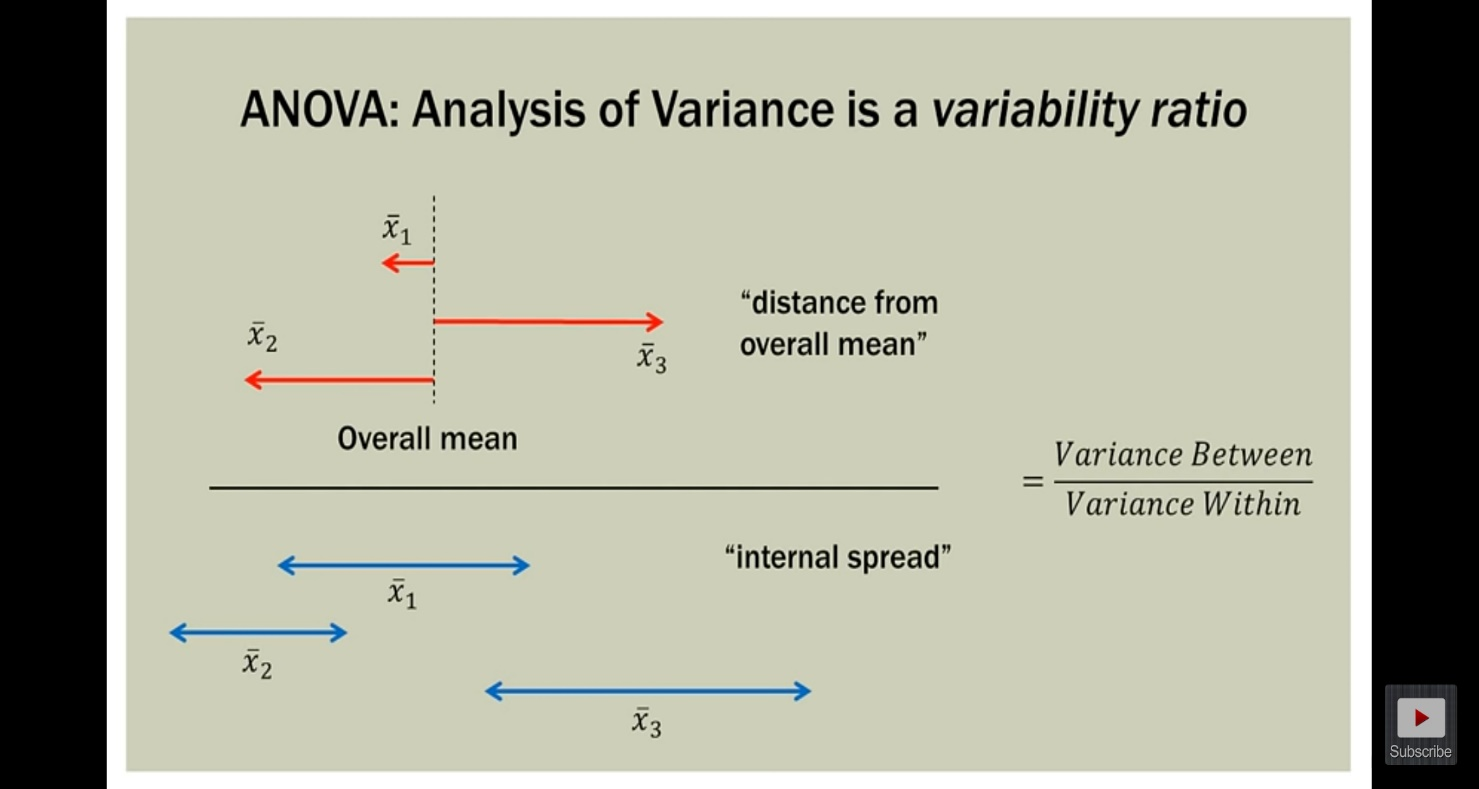 ANOVA: Analysis of Variance is a variability ratio
x̄₁
x̄₂
x̄₃
“distance from
overall mean”
Overall mean
= Variance Between
Variance Within
“internal spread”
x̄₁
x̄₂
x̄₃
Subscribe